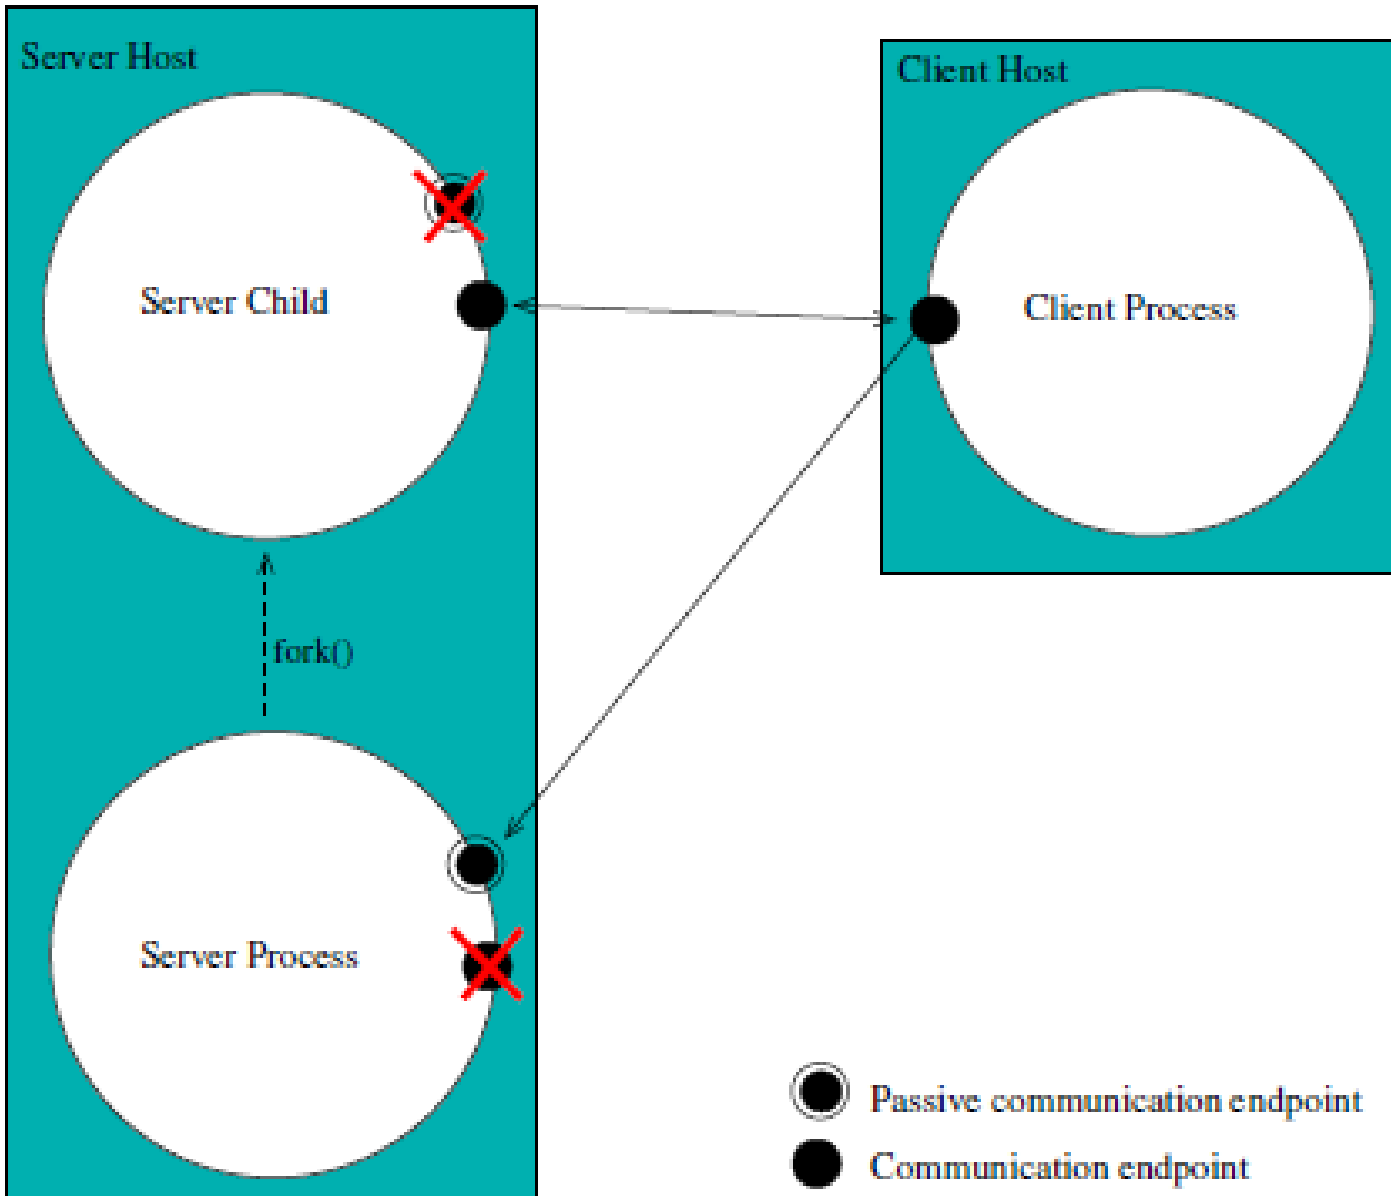 Server Host
Client Host
Server Child
Client Process
fork()
Server Process
Passive communication endpoint
Communication endpoint